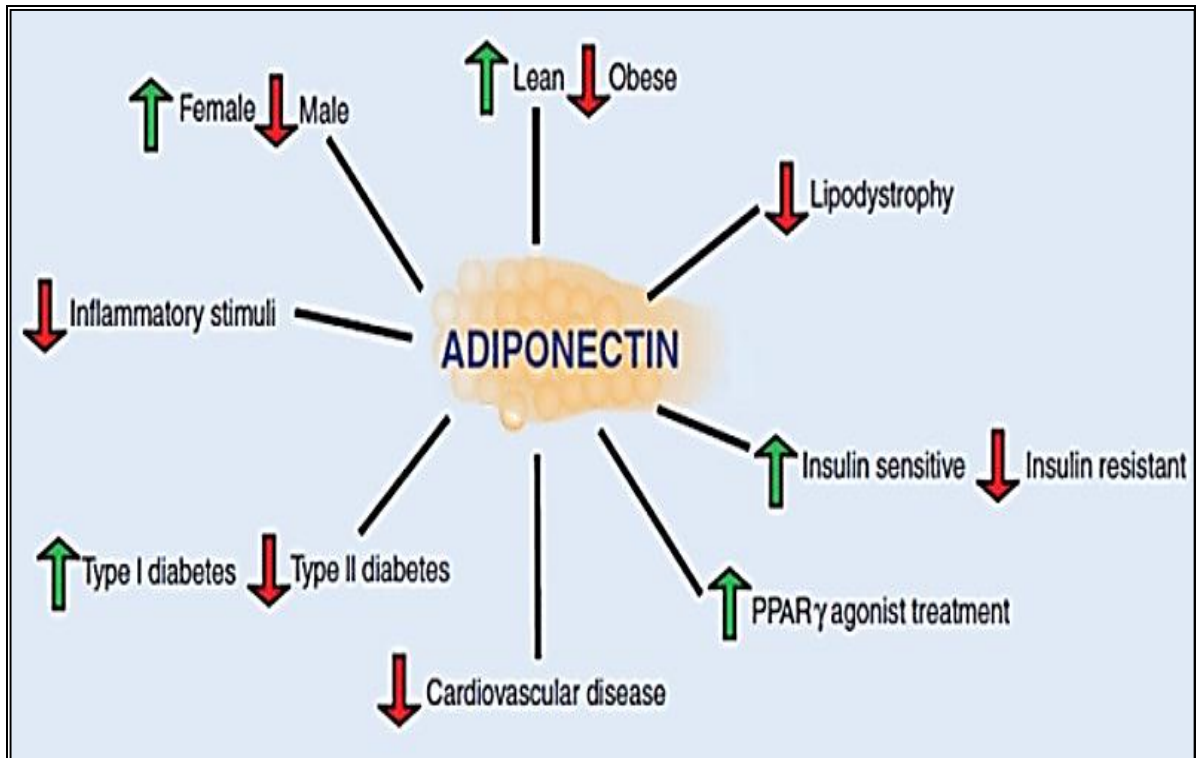 Lean Obese
Female Male
Lipodystrophy
Inflammatory stimuli
ADIPONECTIN
Insulin sensitive Insulin resistant
Type I diabetes Type II diabetes
PPARγ agonist treatment
Cardiovascular disease